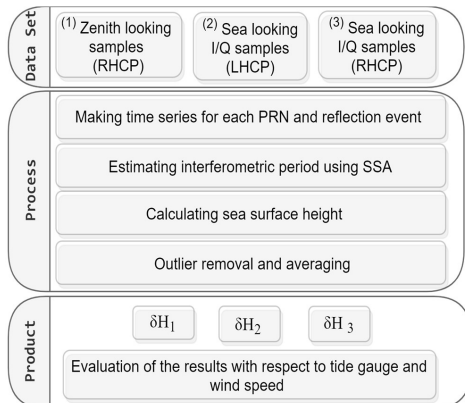 Data Set
(1) Zenith looking
samples
(RHCP)
(2) Sea looking
I/Q samples
(LHCP)
(3) Sea looking
I/Q samples
(RHCP)
Process
Making time series for each PRN and reflection event
Estimating interferometric period using SSA
Calculating sea surface height
Outlier removal and averaging
Product
δH1
δH2
δH 3
Evaluation of the results with respect to tide gauge and
wind speed